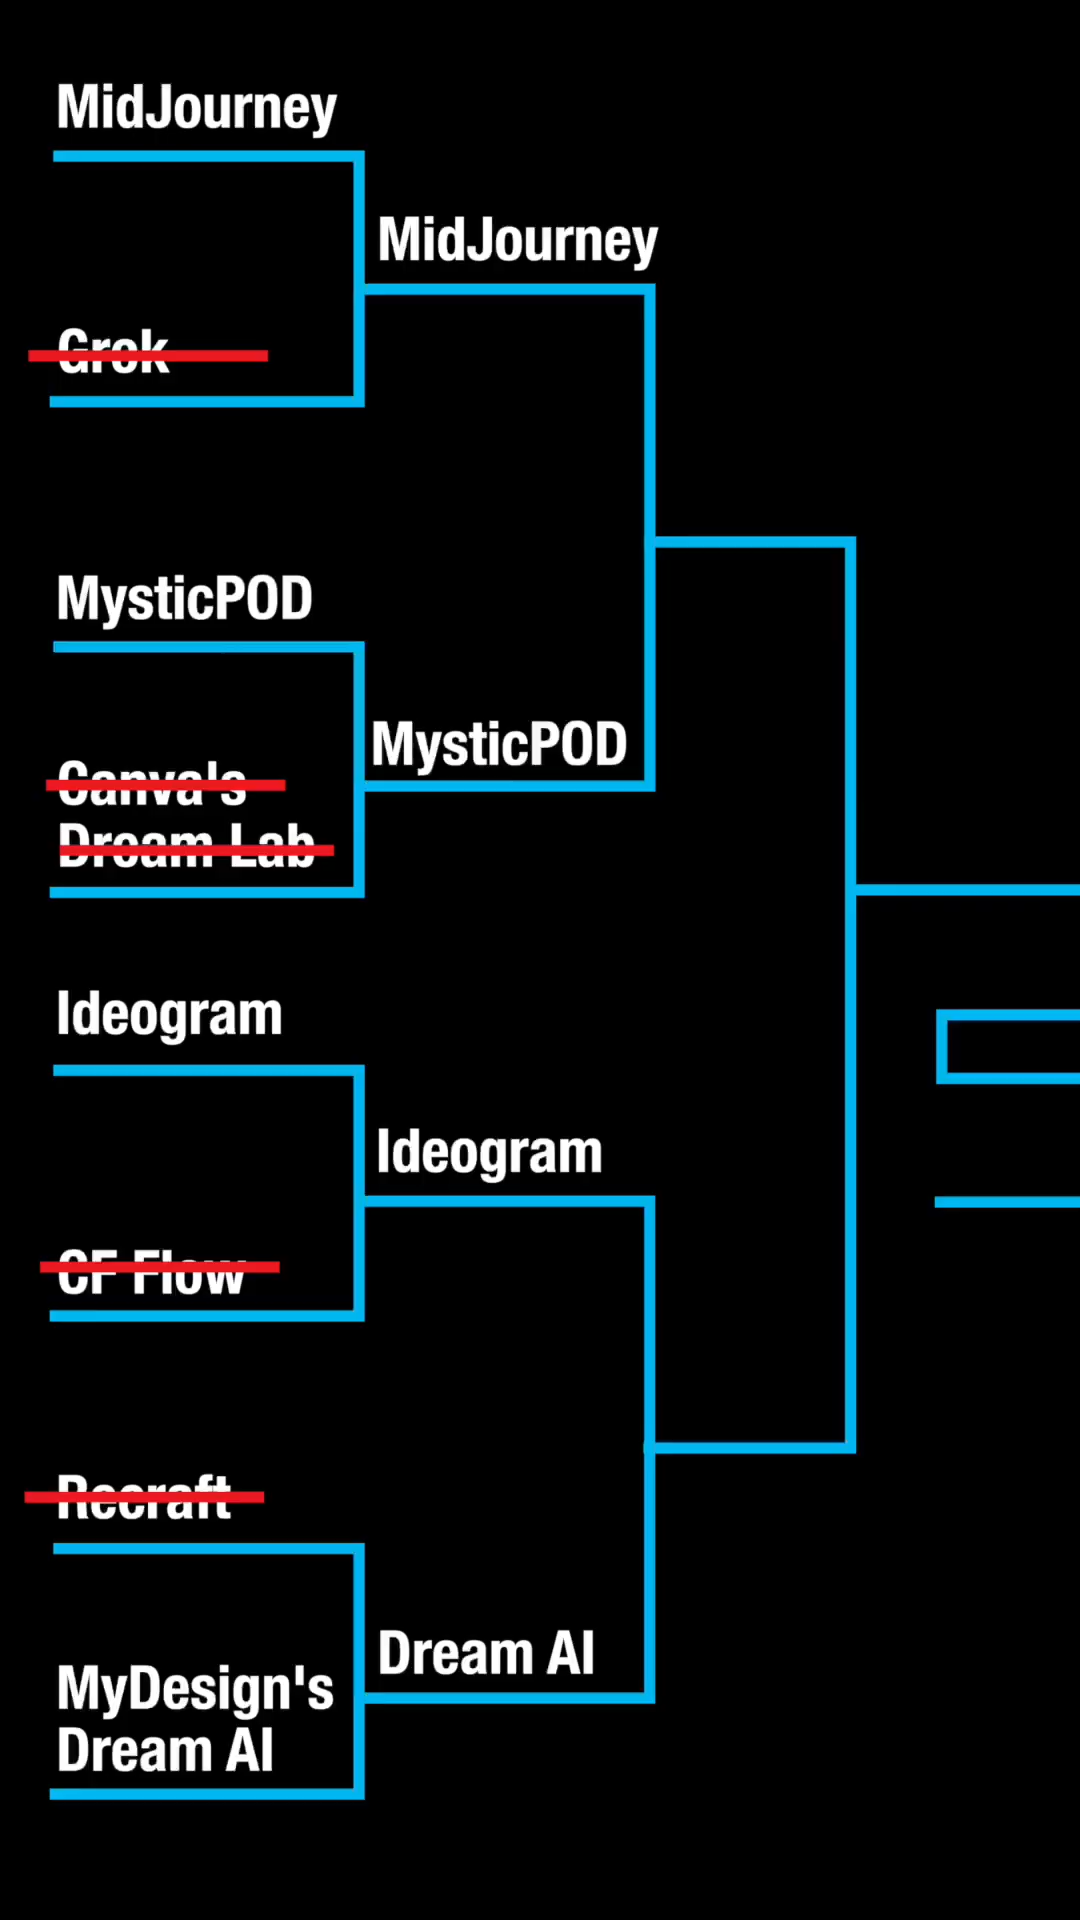 MidJourney
MidJourney
Grok
MysticPOD
MysticPOD
Canva's
Dream Lab
Ideogram
Ideogram
CF Flow
Recraft
Dream AI
MyDesign's
Dream AI